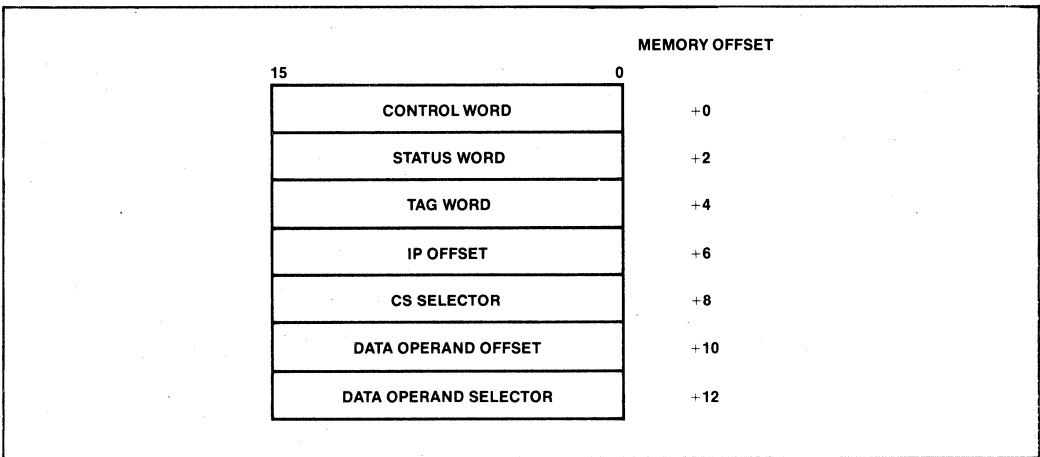 MEMORY OFFSET
15 0
CONTROL WORD +0
STATUS WORD +2
TAG WORD +4
IP OFFSET +6
CS SELECTOR +8
DATA OPERAND OFFSET +10
DATA OPERAND SELECTOR +12